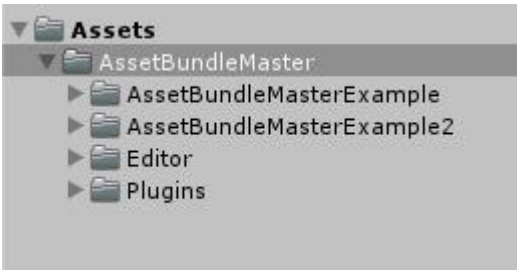 Assets
AssetBundleMaster
AssetBundleMasterExample
AssetBundleMasterExample2
Editor
Plugins